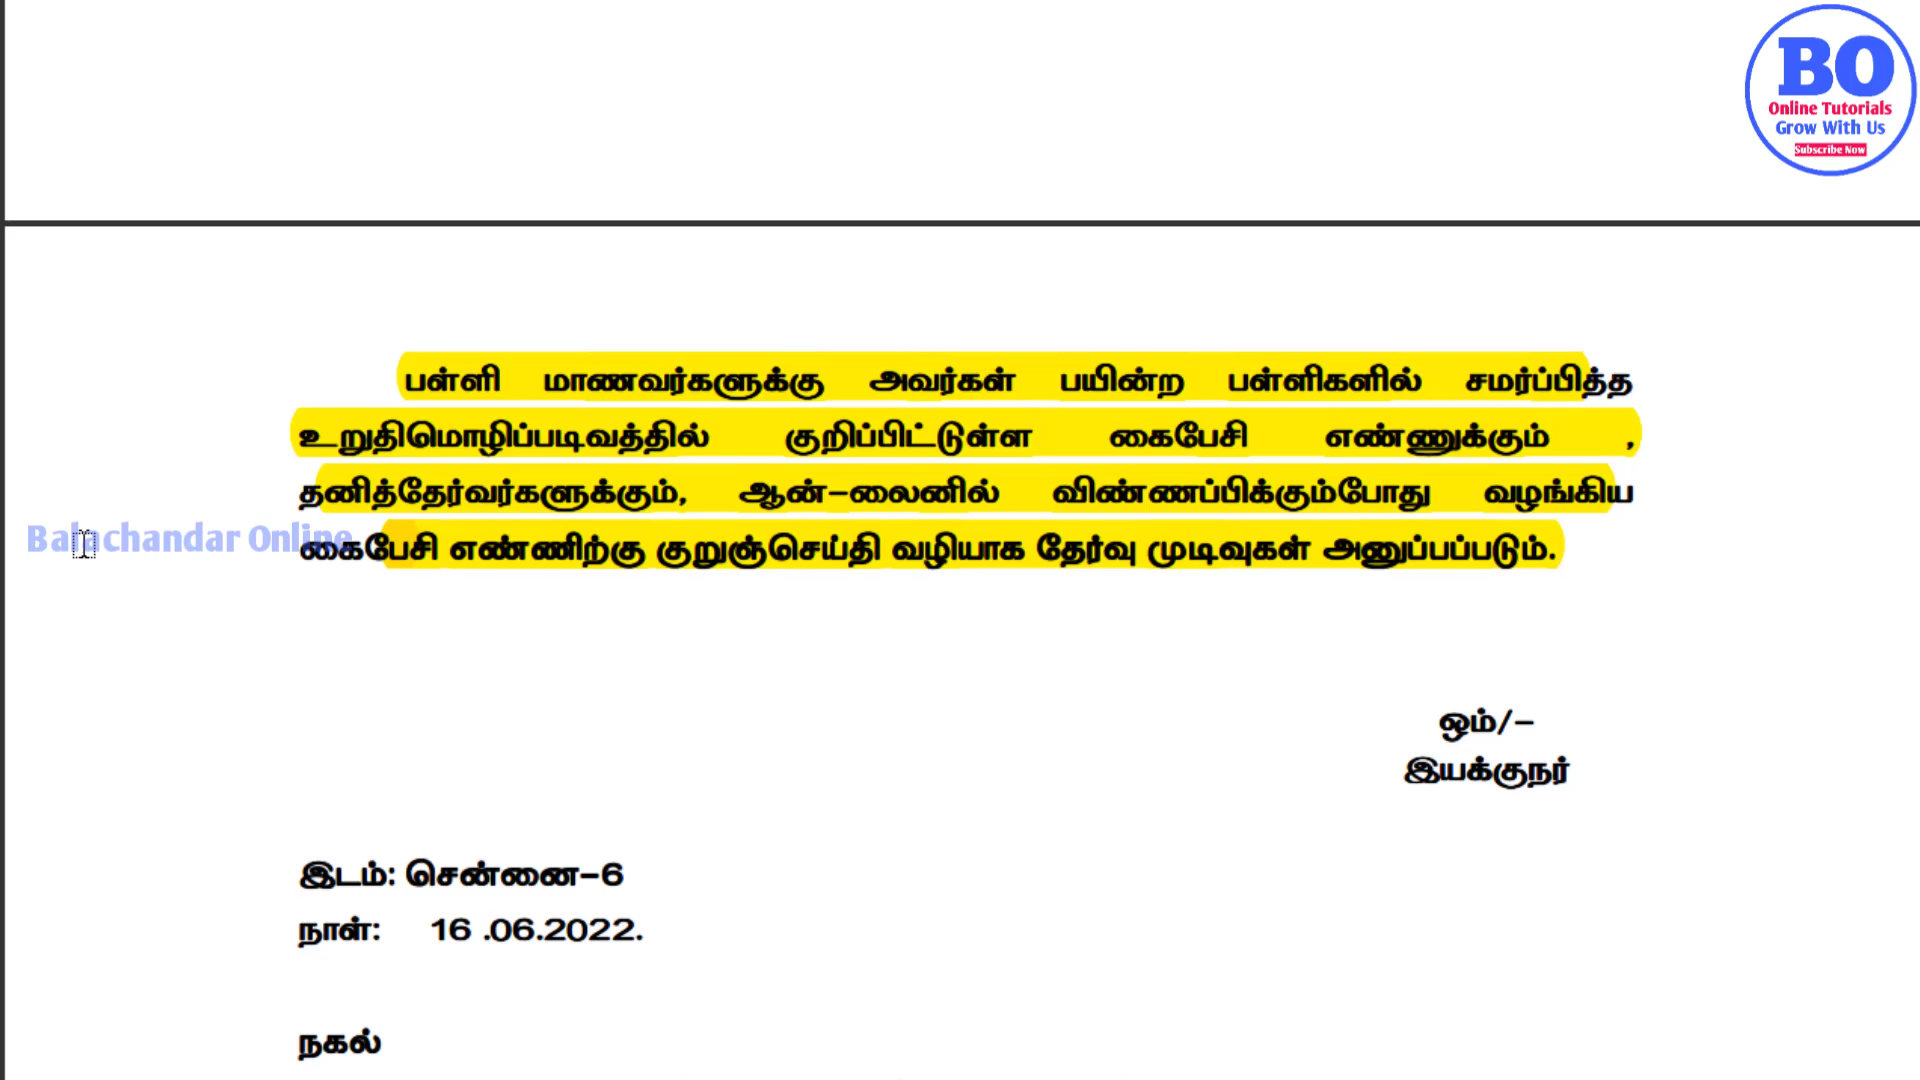 BO
Online Tutorials
Grow With Us
Subscribe Now
பள்ளி மாணவர்களுக்கு அவர்கள் பயின்ற பள்ளிகளில் சமர்ப்பித்த
உறுதிமொழிப்படிவத்தில் குறிப்பிட்டுள்ள கைபேசி எண்ணுக்கும் ,
தனித்தேர்வர்களுக்கும், ஆன்-லைனில் விண்ணப்பிக்கும்போது வழங்கிய
Balachandar Online
கைபேசி எண்ணிற்கு குறுஞ்செய்தி வழியாக தேர்வு முடிவுகள் அனுப்பப்படும்.
ஒம்/-
இயக்குநர்
இடம்: சென்னை-6
நாள்: 16 .06.2022.
நகல்